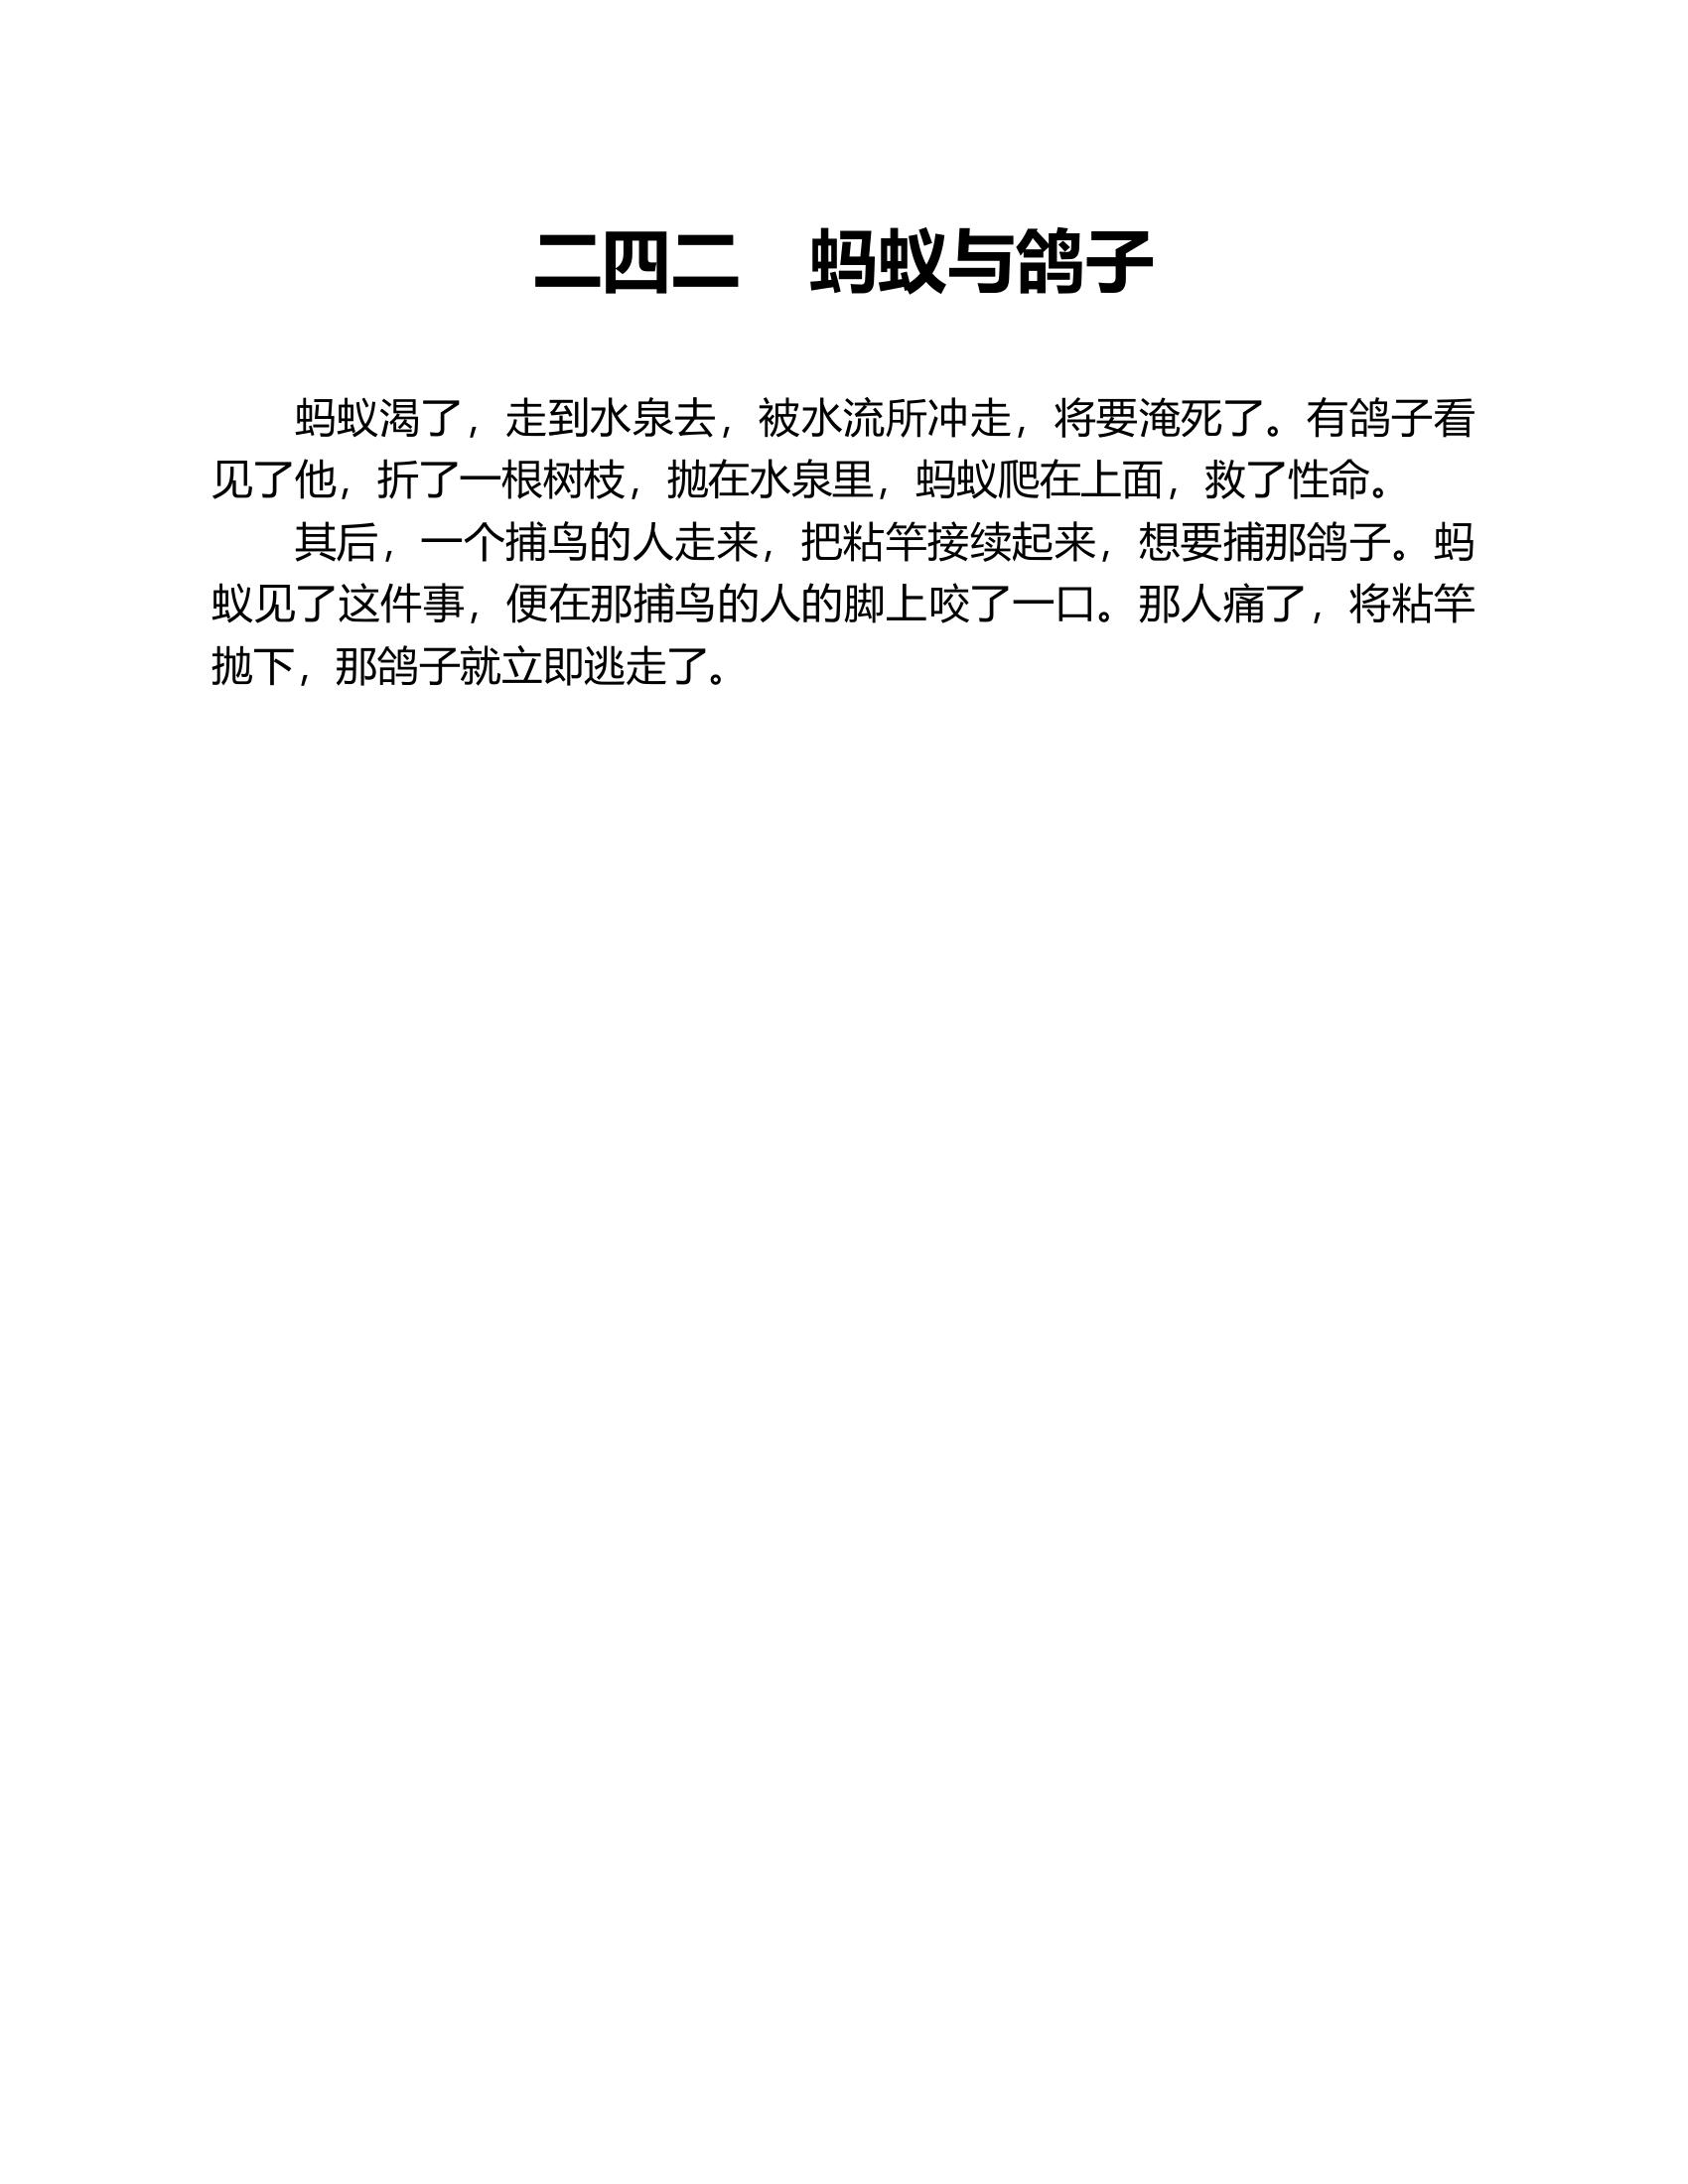 二四二　蚂蚁与鸽子
蚂蚁渴了，走到水泉去，被水流所冲走，将要淹死了。有鸽子看
见了他，折了一根树枝，抛在水泉里，蚂蚁爬在上面，救了性命。
其后，一个捕鸟的人走来，把粘竿接续起来，想要捕那鸽子。蚂
蚁见了这件事，便在那捕鸟的人的脚上咬了一口。那人痛了，将粘竿
抛下，那鸽子就立即逃走了。